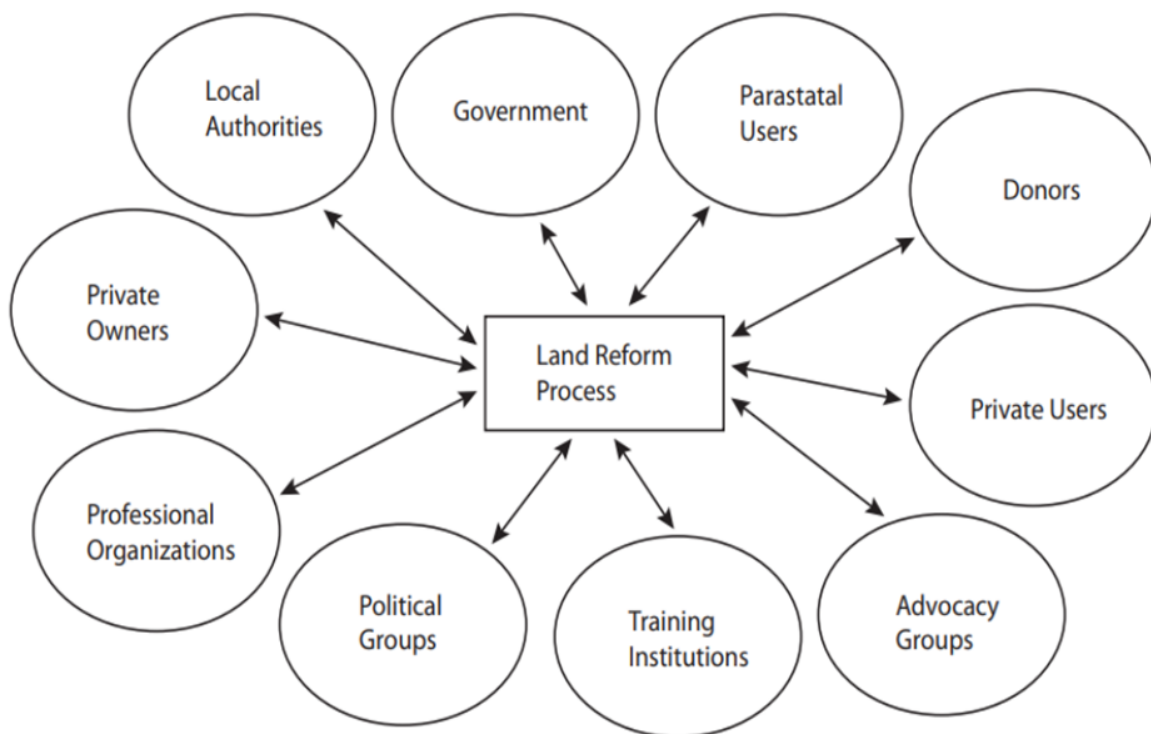 Local
Authorities
Government
Parastatal
Users
Donors
Private
Owners
Land Reform
Process
Private Users
Professional
Organizations
Political
Groups
Training
Institutions
Advocacy
Groups